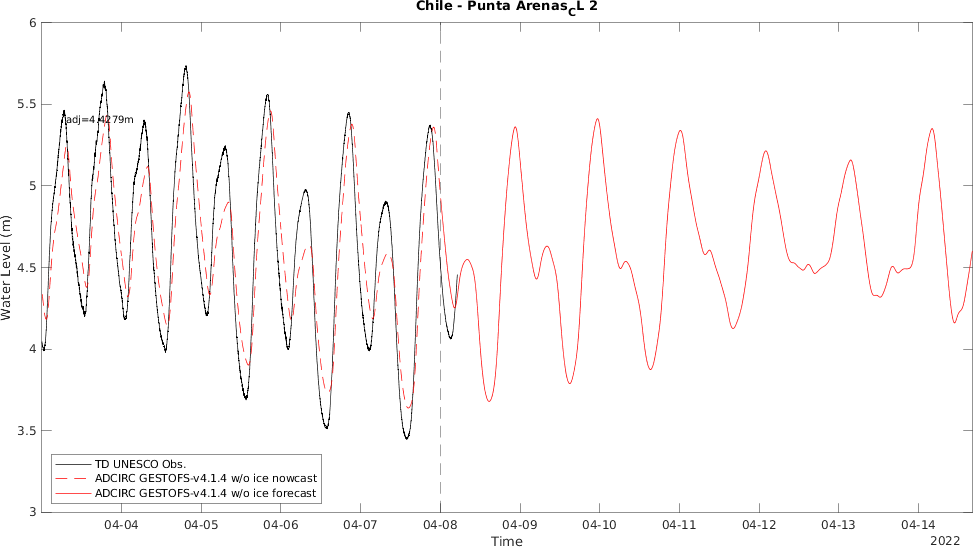 Chile - Punta Arenas_CL 2
6
5.5
5
4.5
4
3.5
3
Water Level (m)
adj=4.4279m
TD UNESCO Obs.
ADCIRC GESTOFS-v4.1.4 w/o ice nowcast
ADCIRC GESTOFS-v4.1.4 w/o ice forecast
04-04 04-05 04-06 04-07 04-08 04-09 04-10 04-11 04-12 04-13 04-14
Time
2022